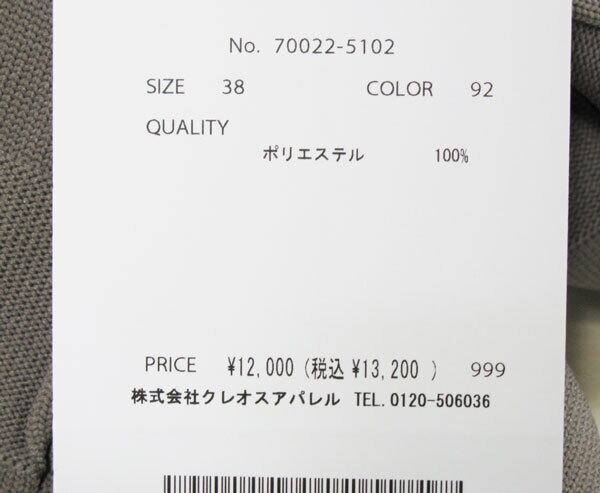 No. 70022-5102
SIZE 38 COLOR 92
QUALITY
ポリエステル 100%
PRICE ¥12,000 (税込 ¥13,200 ) 999
株式会社クレオスアパレル TEL. 0120-506036